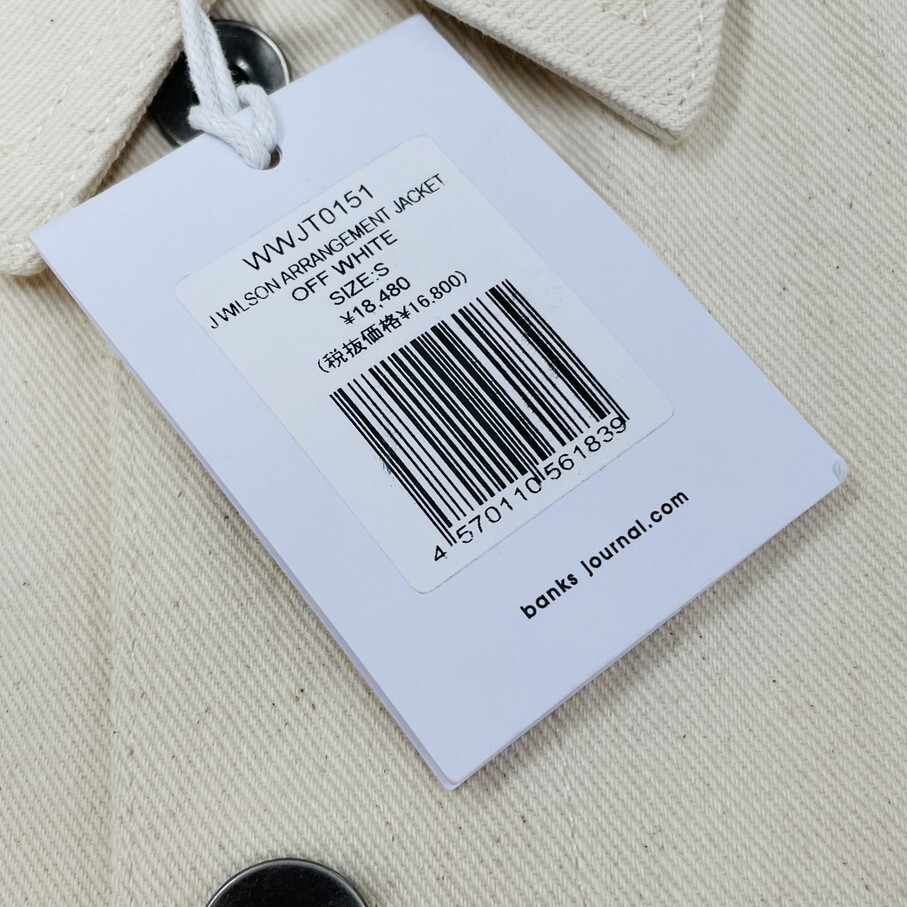 WWJT0151
J WILSON ARRANGEMENT JACKET
OFF WHITE
SIZE:S
¥18,480
(税抜価格¥16,800)
4 570110 561839
banks journal.com